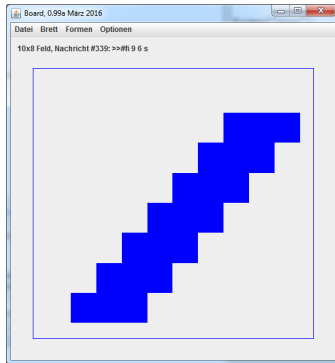 Board, 0.99a März 2016
Datei Brett Formen Optionen
10x8 Feld, Nachricht #339: >>#fi 9 6 s